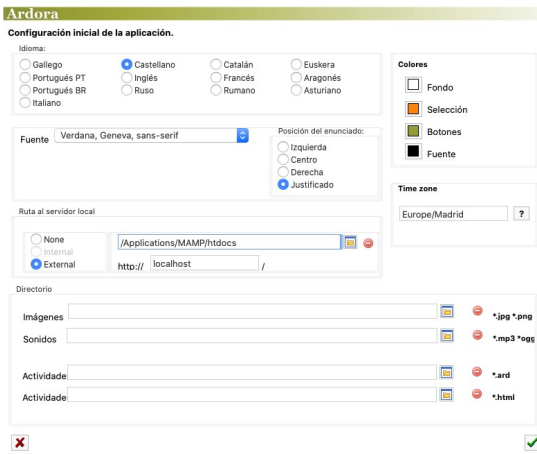 Ardora
Configuración inicial de la aplicación.
Idioma:
Gallego Castellano Catalán Euskera
Portugués PT Inglés Francés Aragonés
Portugués BR Ruso Rumano Asturiano
Italiano
Colores
Fondo
Selección
Botones
Fuente
Fuente Verdana, Geneva, sans-serif
Posición del enunciado:
Izquierda
Centro
Derecha
Justificado
Time zone
Europe/Madrid ?
Ruta al servidor local
None
Internal
External
/Applications/MAMP/htdocs
http:// localhost /
Directorio
Imágenes *.jpg *.png
Sonidos *.mp3 *ogg
Actividade *.ard
Actividade *.html